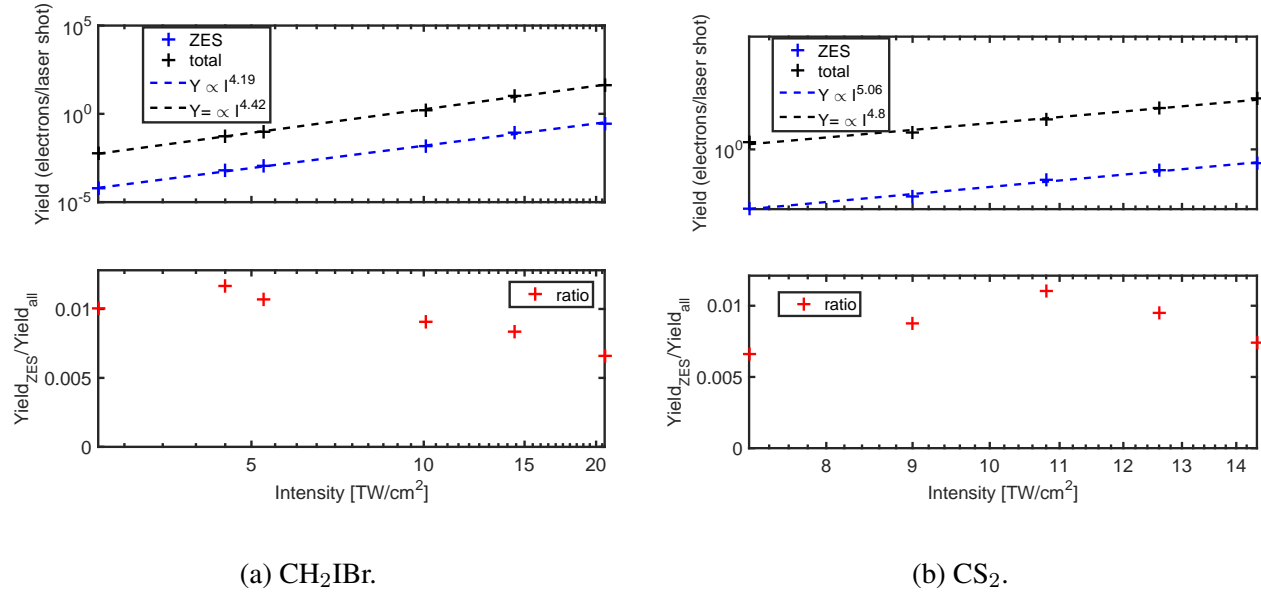 10^5
10^0
10^-5
Yield (electrons/laser shot)
ZES
total
Y ∝ I^4.19
Y= ∝ I^4.42
0.01
0.005
0
Yield_ZES/Yield_all
ratio
5 10 15 20
Intensity [TW/cm^2]
(a) CH_2IBr.
10^0
Yield (electrons/laser shot)
ZES
total
Y ∝ I^5.06
Y= ∝ I^4.8
0.01
0.005
0
Yield_ZES/Yield_all
ratio
8 9 10 11 12 13 14
Intensity [TW/cm^2]
(b) CS_2.